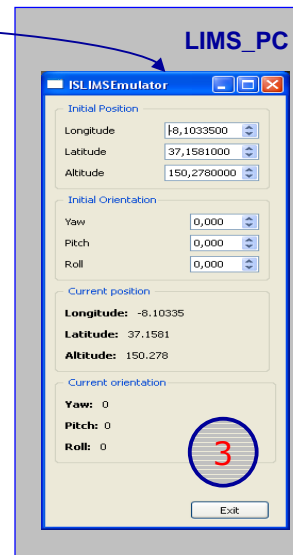 LIMS_PC
ISLIMSEmulator
Initial Position
Longitude -8,1033500
Latitude 37,1581000
Altitude 150,2780000
Initial Orientation
Yaw 0,000
Pitch 0,000
Roll 0,000
Current position
Longitude: -8.10335
Latitude: 37.1581
Altitude: 150.278
Current orientation
Yaw: 0
Pitch: 0
Roll: 0
3
Exit